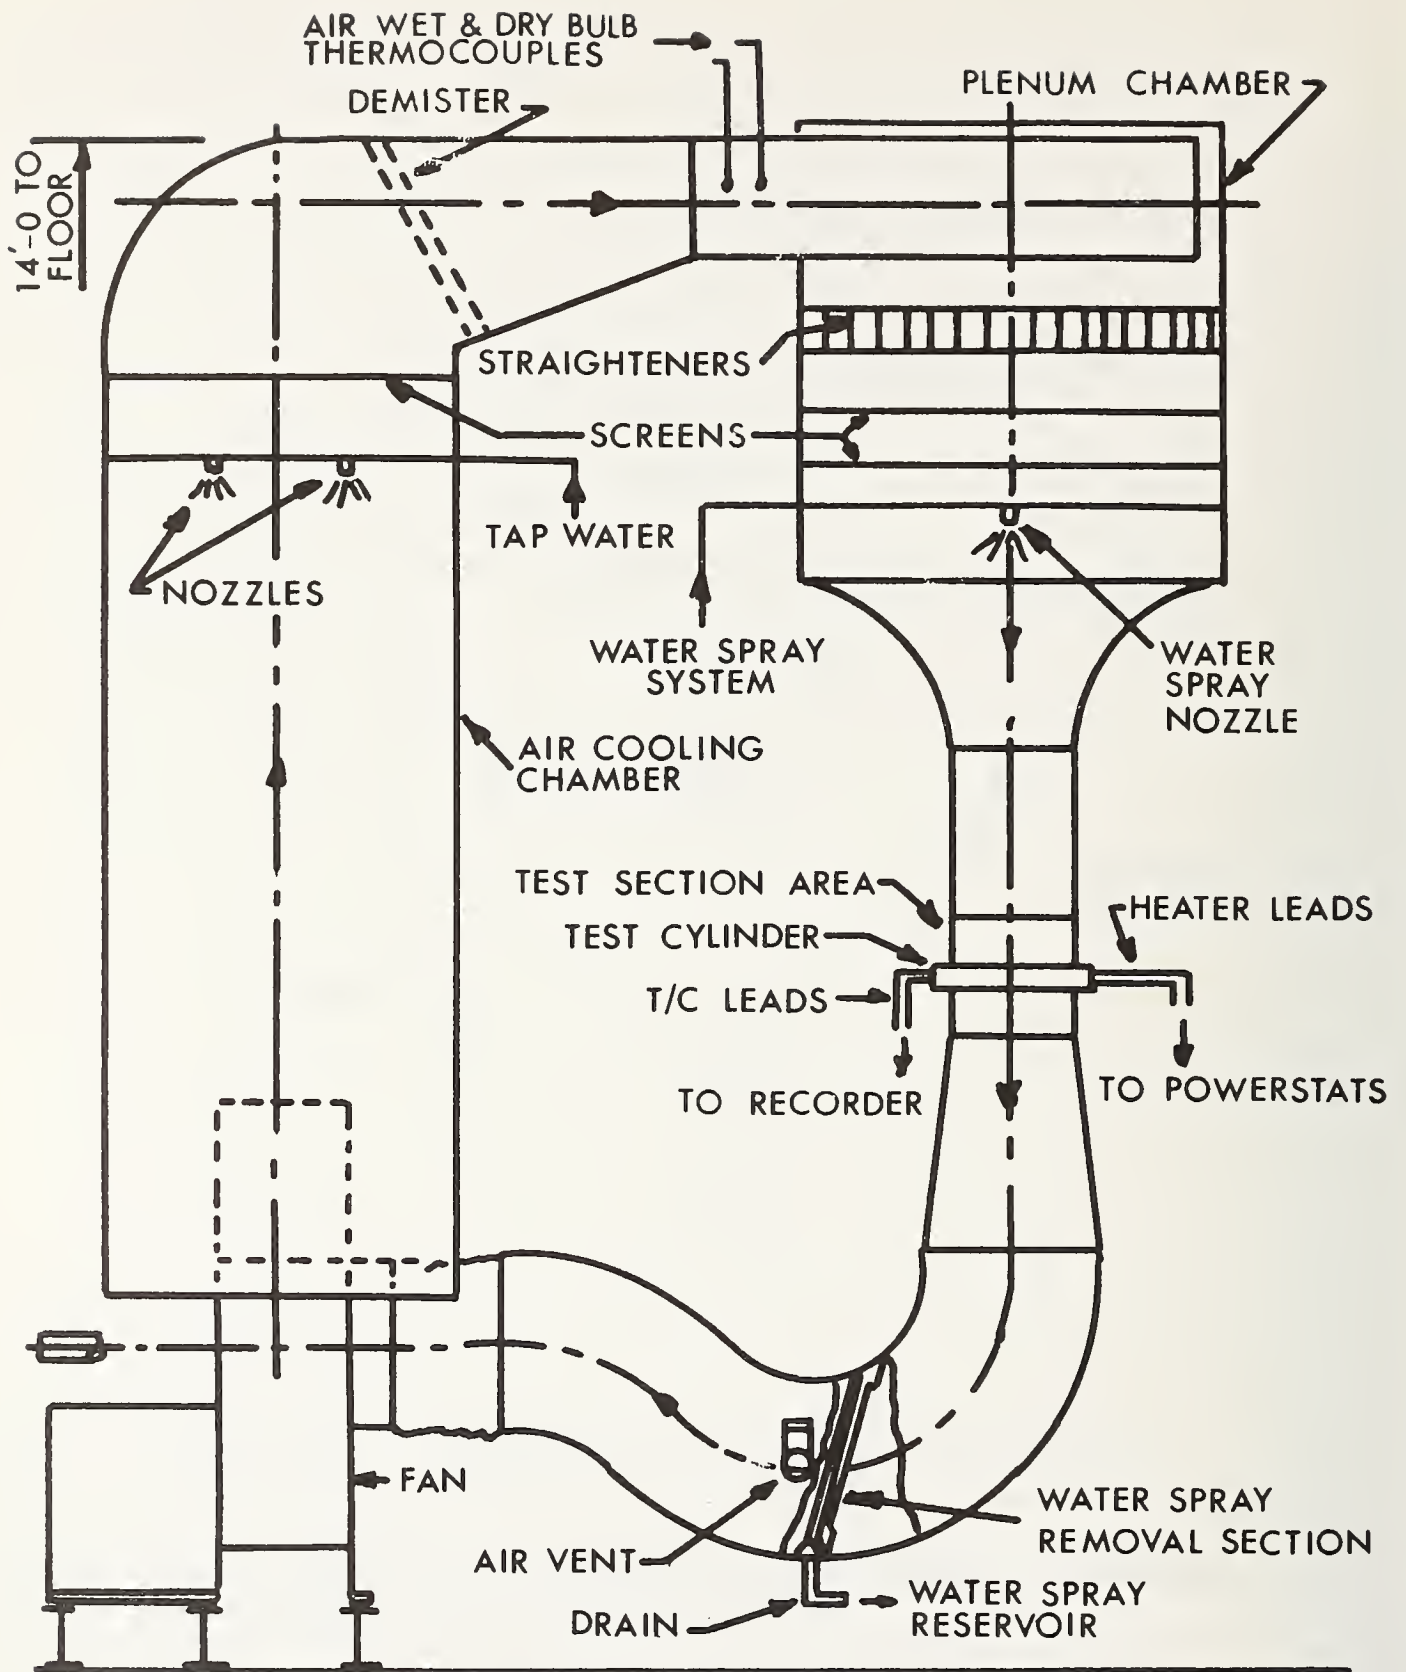 AIR WET & DRY BULB
THERMOCOUPLES
DEMISTER
PLENUM CHAMBER
14'-0 TO
FLOOR
STRAIGHTENERS
SCREENS
TAP WATER
NOZZLES
WATER SPRAY
SYSTEM
WATER
SPRAY
NOZZLE
AIR COOLING
CHAMBER
TEST SECTION AREA
HEATER LEADS
TEST CYLINDER
T/C LEADS
TO RECORDER
TO POWERSTATS
FAN
WATER SPRAY
REMOVAL SECTION
AIR VENT
WATER SPRAY
RESERVOIR
DRAIN